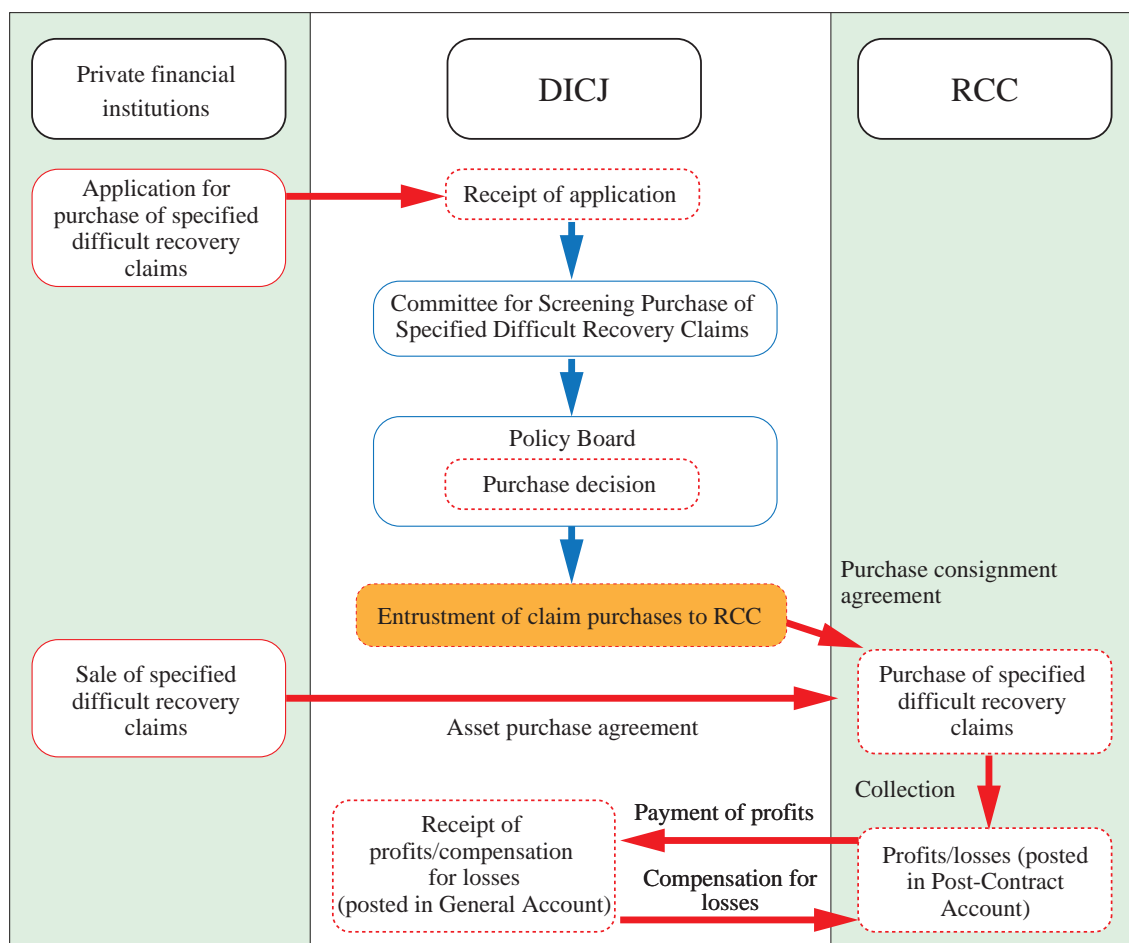 Private financial
institutions
DICJ
RCC
Application for
purchase of specified
difficult recovery
claims
Receipt of application
Committee for Screening Purchase of
Specified Difficult Recovery Claims
Policy Board
Purchase decision
Entrustment of claim purchases to RCC
Purchase consignment
agreement
Sale of specified
difficult recovery
claims
Asset purchase agreement
Purchase of specified
difficult recovery
claims
Collection
Receipt of
profits/compensation
for losses
(posted in General Account)
Payment of profits
Compensation for
losses
Profits/losses (posted
in Post-Contract
Account)